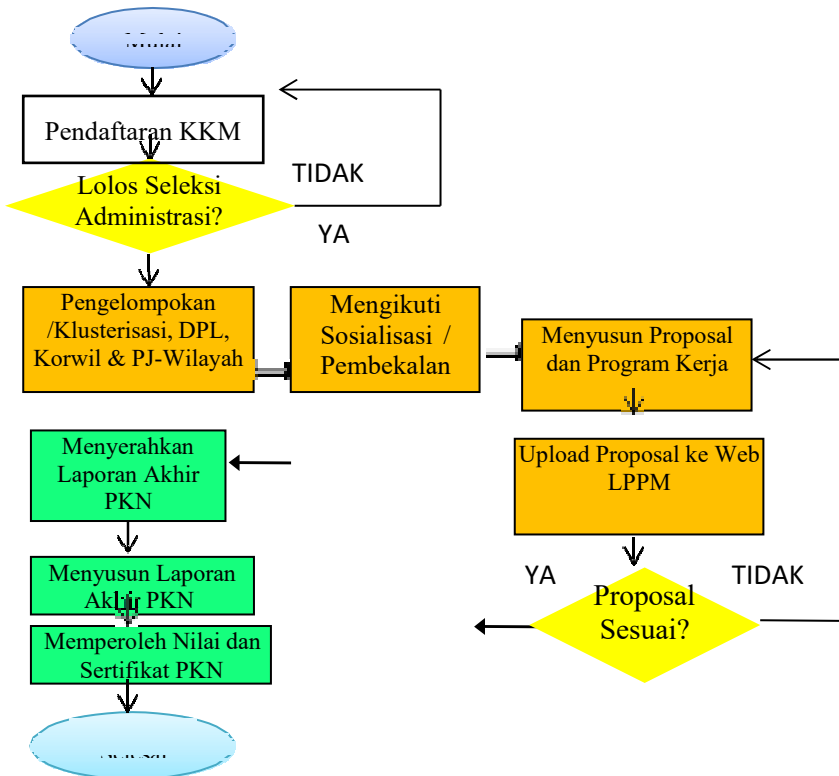 Pendaftaran KKM
Lolos Seleksi
Administrasi?
TIDAK
YA
Pengelompokan
/Klusterisasi, DPL,
Korwil & PJ-Wilayah
Mengikuti
Sosialisasi /
Pembekalan
Menyusun Proposal
dan Program Kerja
Upload Proposal ke Web
LPPM
YA
TIDAK
Proposal
Sesuai?
Menyerahkan
Laporan Akhir
PKN
Menyusun Laporan
Akhir PKN
Memperoleh Nilai dan
Sertifikat PKN